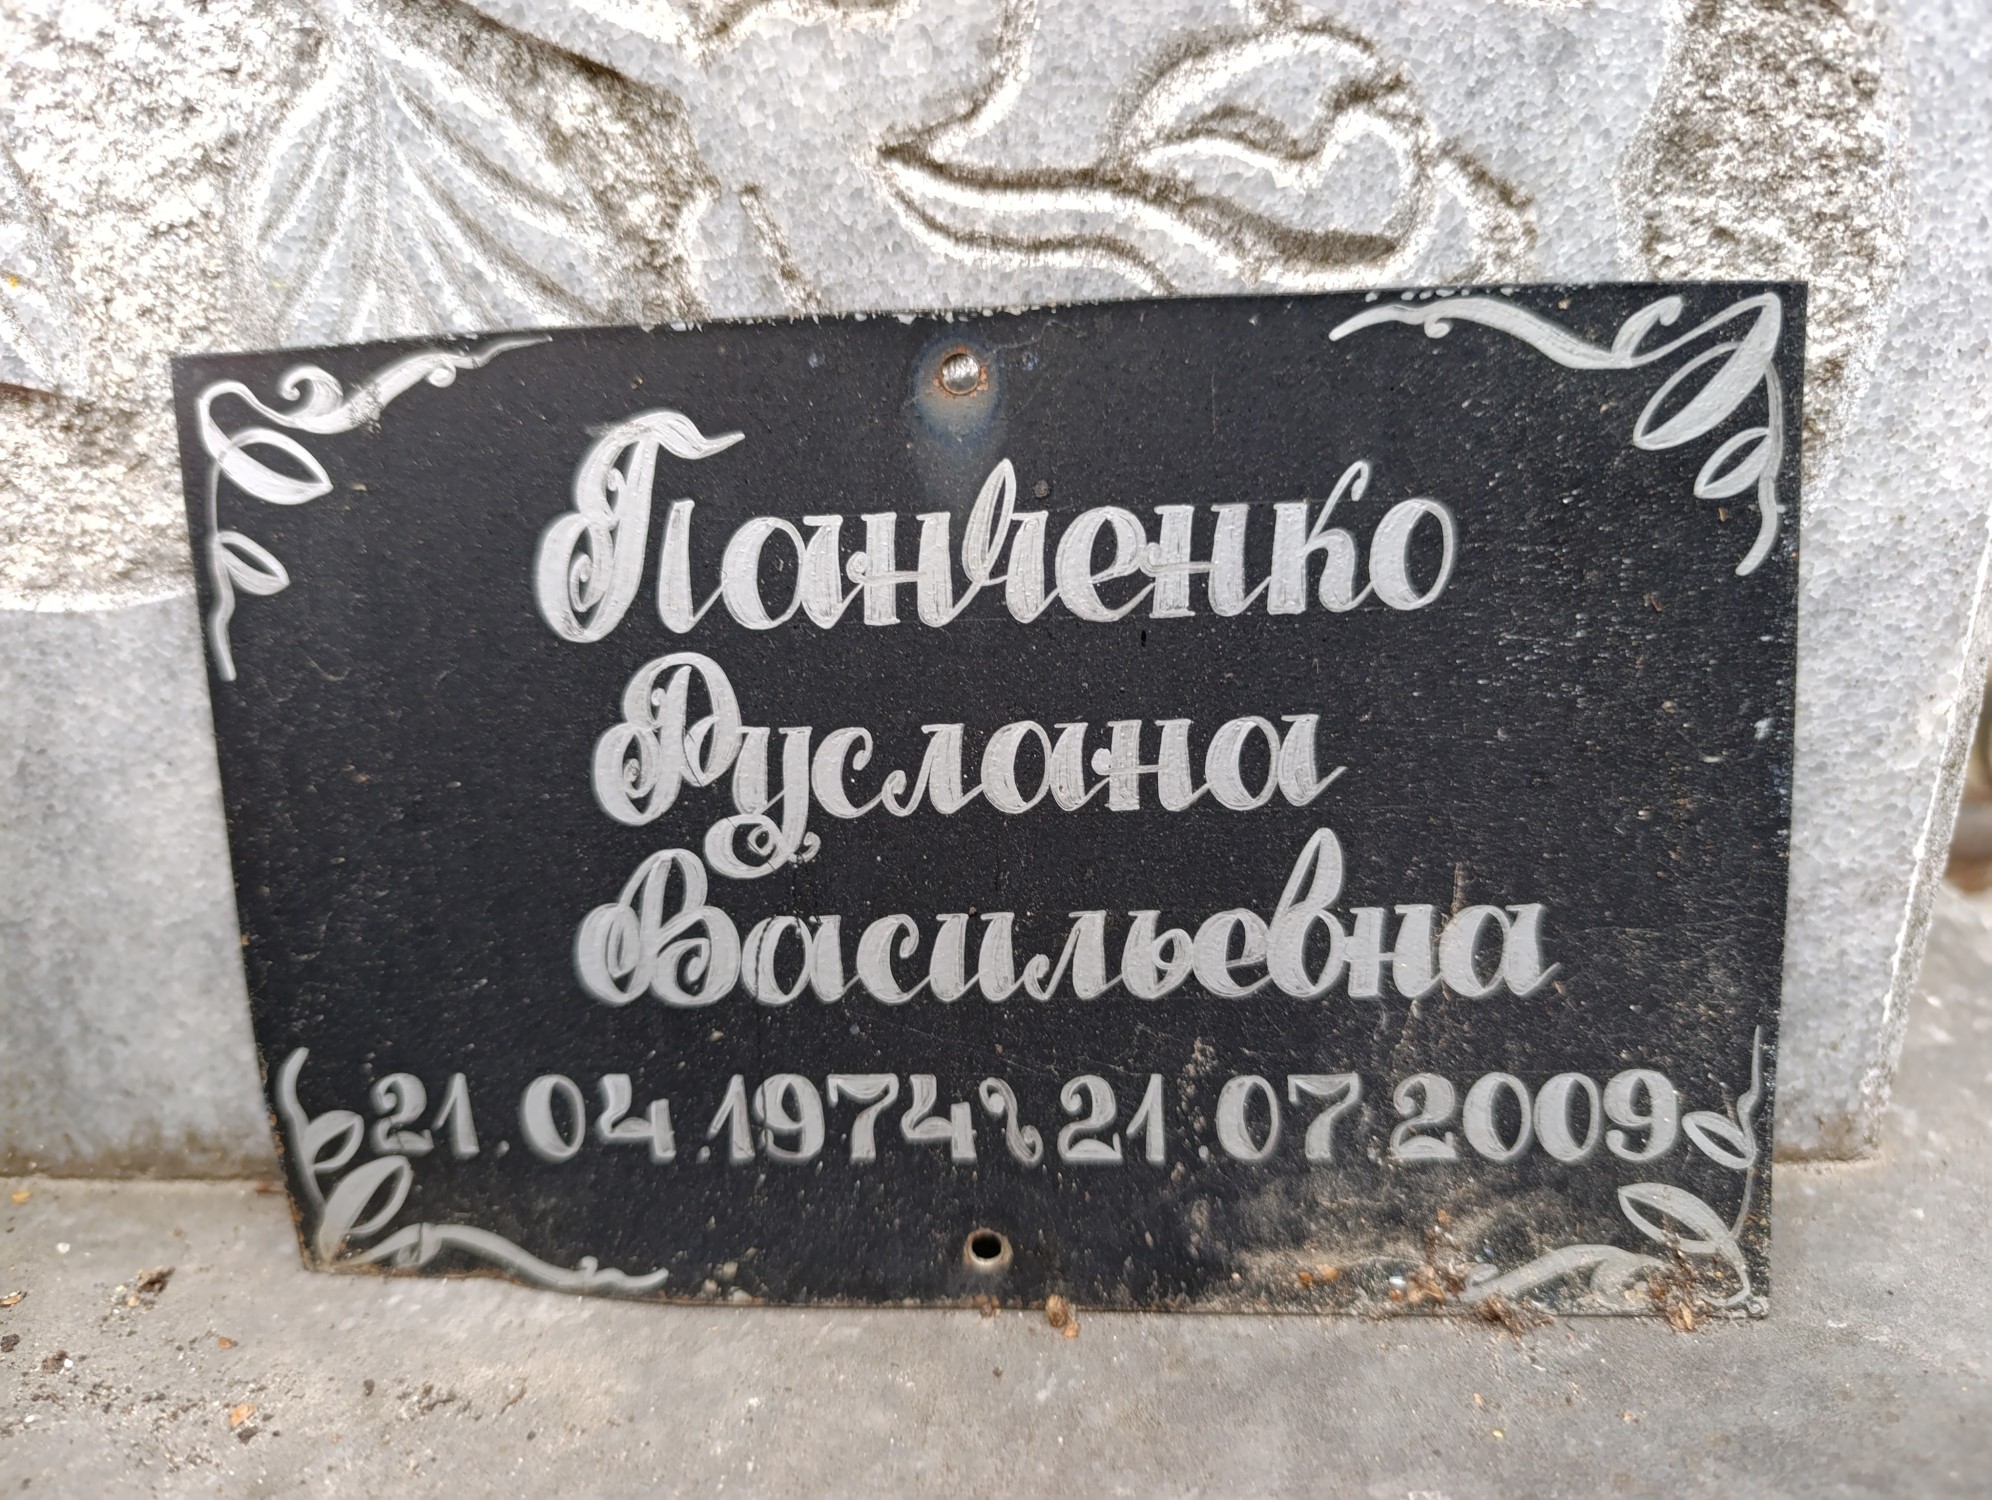 Панченко
Руслана
Васильевна
21.04.1974 ~ 21.07.2009